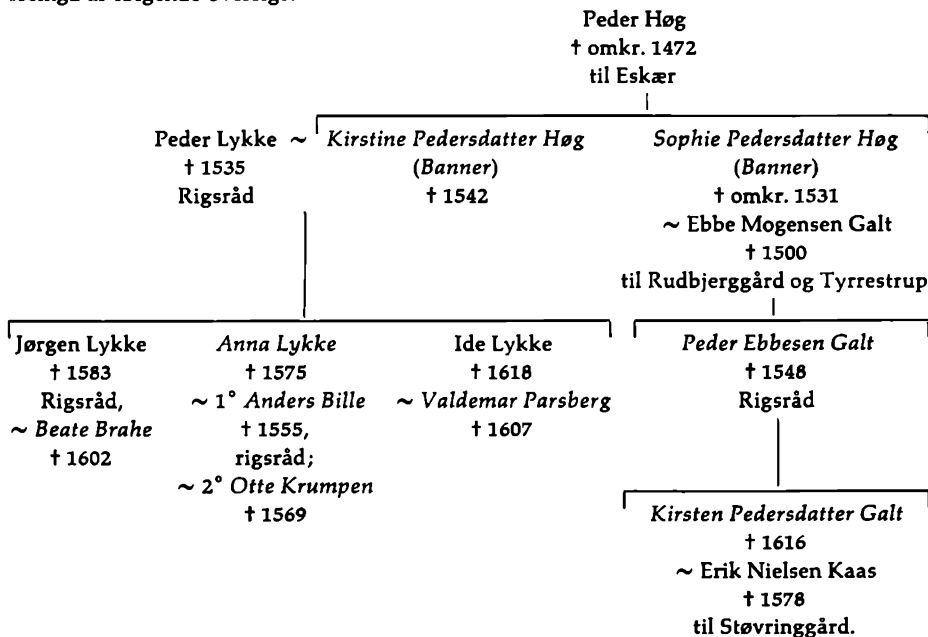 Peder Høg
† omkr. 1472
til Eskær
Peder Lykke ~
† 1535
Rigsråd
Kirstine Pedersdatter Høg
(Banner)
† 1542
Sophie Pedersdatter Høg
(Banner)
† omkr. 1531
~ Ebbe Mogensen Galt
† 1500
til Rudbjerggård og Tyrrestrup
Jørgen Lykke
† 1583
Rigsråd,
~ Beate Brahe
† 1602
Anna Lykke
† 1575
~ 1° Anders Bille
† 1555,
rigsråd;
~ 2° Otte Krumpen
† 1569
Ide Lykke
† 1618
~ Valdemar Parsberg
† 1607
Peder Ebbesen Galt
† 1548
Rigsråd
Kirsten Pedersdatter Galt
† 1616
~ Erik Nielsen Kaas
† 1578
til Støvringgård.